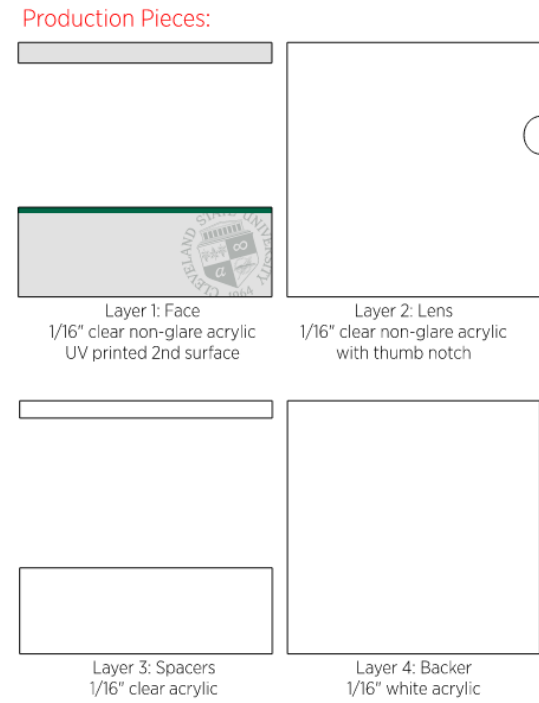 Production Pieces:
CLEVELAND STATE UNIVERSITY
1964
Layer 1: Face
1/16" clear non-glare acrylic
UV printed 2nd surface
Layer 2: Lens
1/16" clear non-glare acrylic
with thumb notch
Layer 3: Spacers
1/16" clear acrylic
Layer 4: Backer
1/16" white acrylic